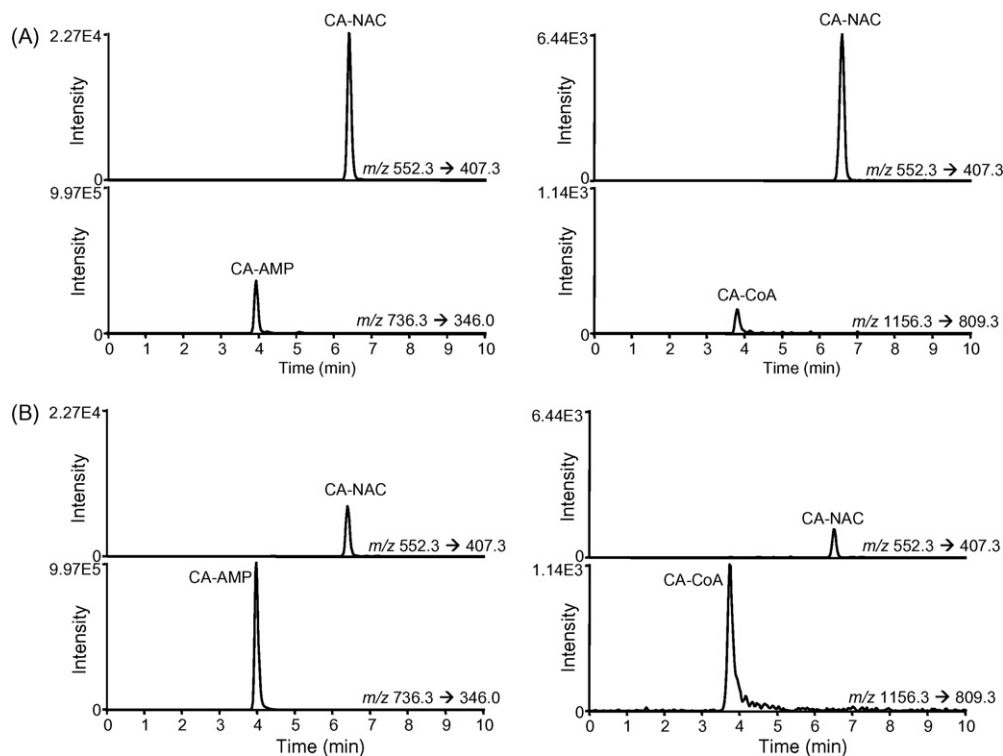 (A)
CA-NAC
2.27E4
Intensity
m/z 552.3 → 407.3
0
9.97E5
Intensity
CA-AMP
m/z 736.3 → 346.0
0
0 1 2 3 4 5 6 7 8 9 10
Time (min)
CA-NAC
6.44E3
Intensity
m/z 552.3 → 407.3
0
1.14E3
Intensity
CA-CoA
m/z 1156.3 → 809.3
0
0 1 2 3 4 5 6 7 8 9 10
Time (min)
(B)
2.27E4
Intensity
CA-NAC
m/z 552.3 → 407.3
0
9.97E5
Intensity
CA-AMP
m/z 736.3 → 346.0
0
0 1 2 3 4 5 6 7 8 9 10
Time (min)
6.44E3
Intensity
CA-NAC
m/z 552.3 → 407.3
0
1.14E3
Intensity
CA-CoA
m/z 1156.3 → 809.3
0
0 1 2 3 4 5 6 7 8 9 10
Time (min)